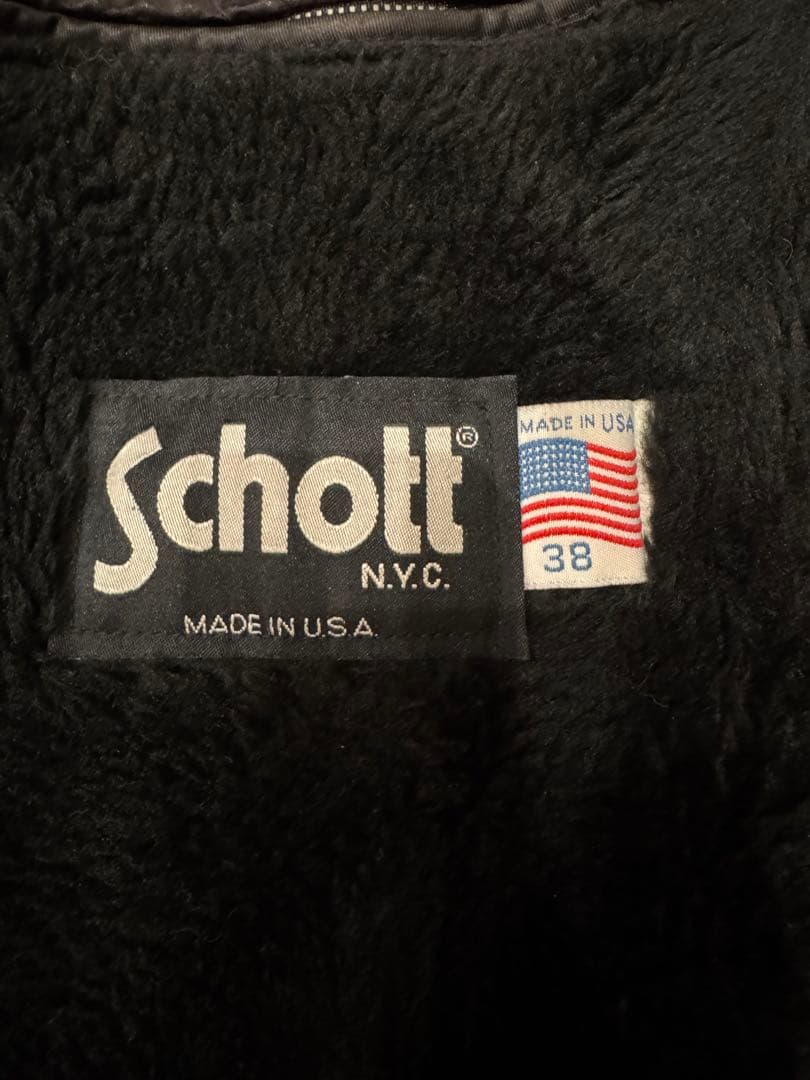 Schott®
N.Y.C.
MADE IN U.S.A.
MADE IN USA
38